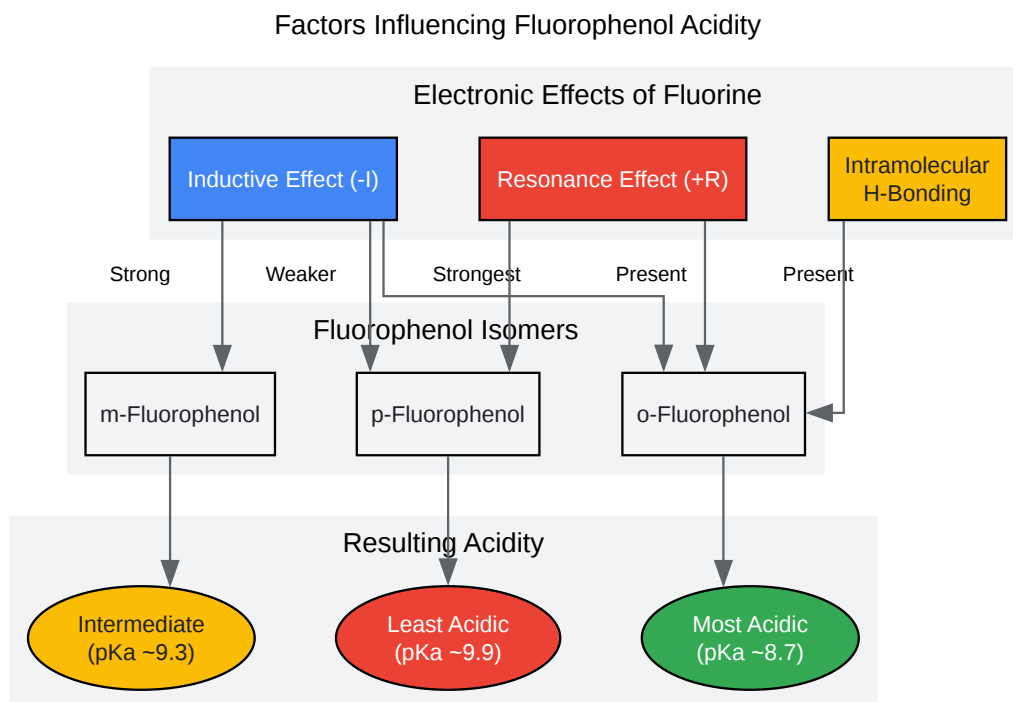 Factors Influencing Fluorophenol Acidity
Electronic Effects of Fluorine
Inductive Effect (-I)
Resonance Effect (+R)
Intramolecular
H-Bonding
Strong
Weaker
Strongest
Present
Present
Fluorophenol Isomers
m-Fluorophenol
p-Fluorophenol
o-Fluorophenol
Resulting Acidity
Intermediate
(pKa ~9.3)
Least Acidic
(pKa ~9.9)
Most Acidic
(pKa ~8.7)